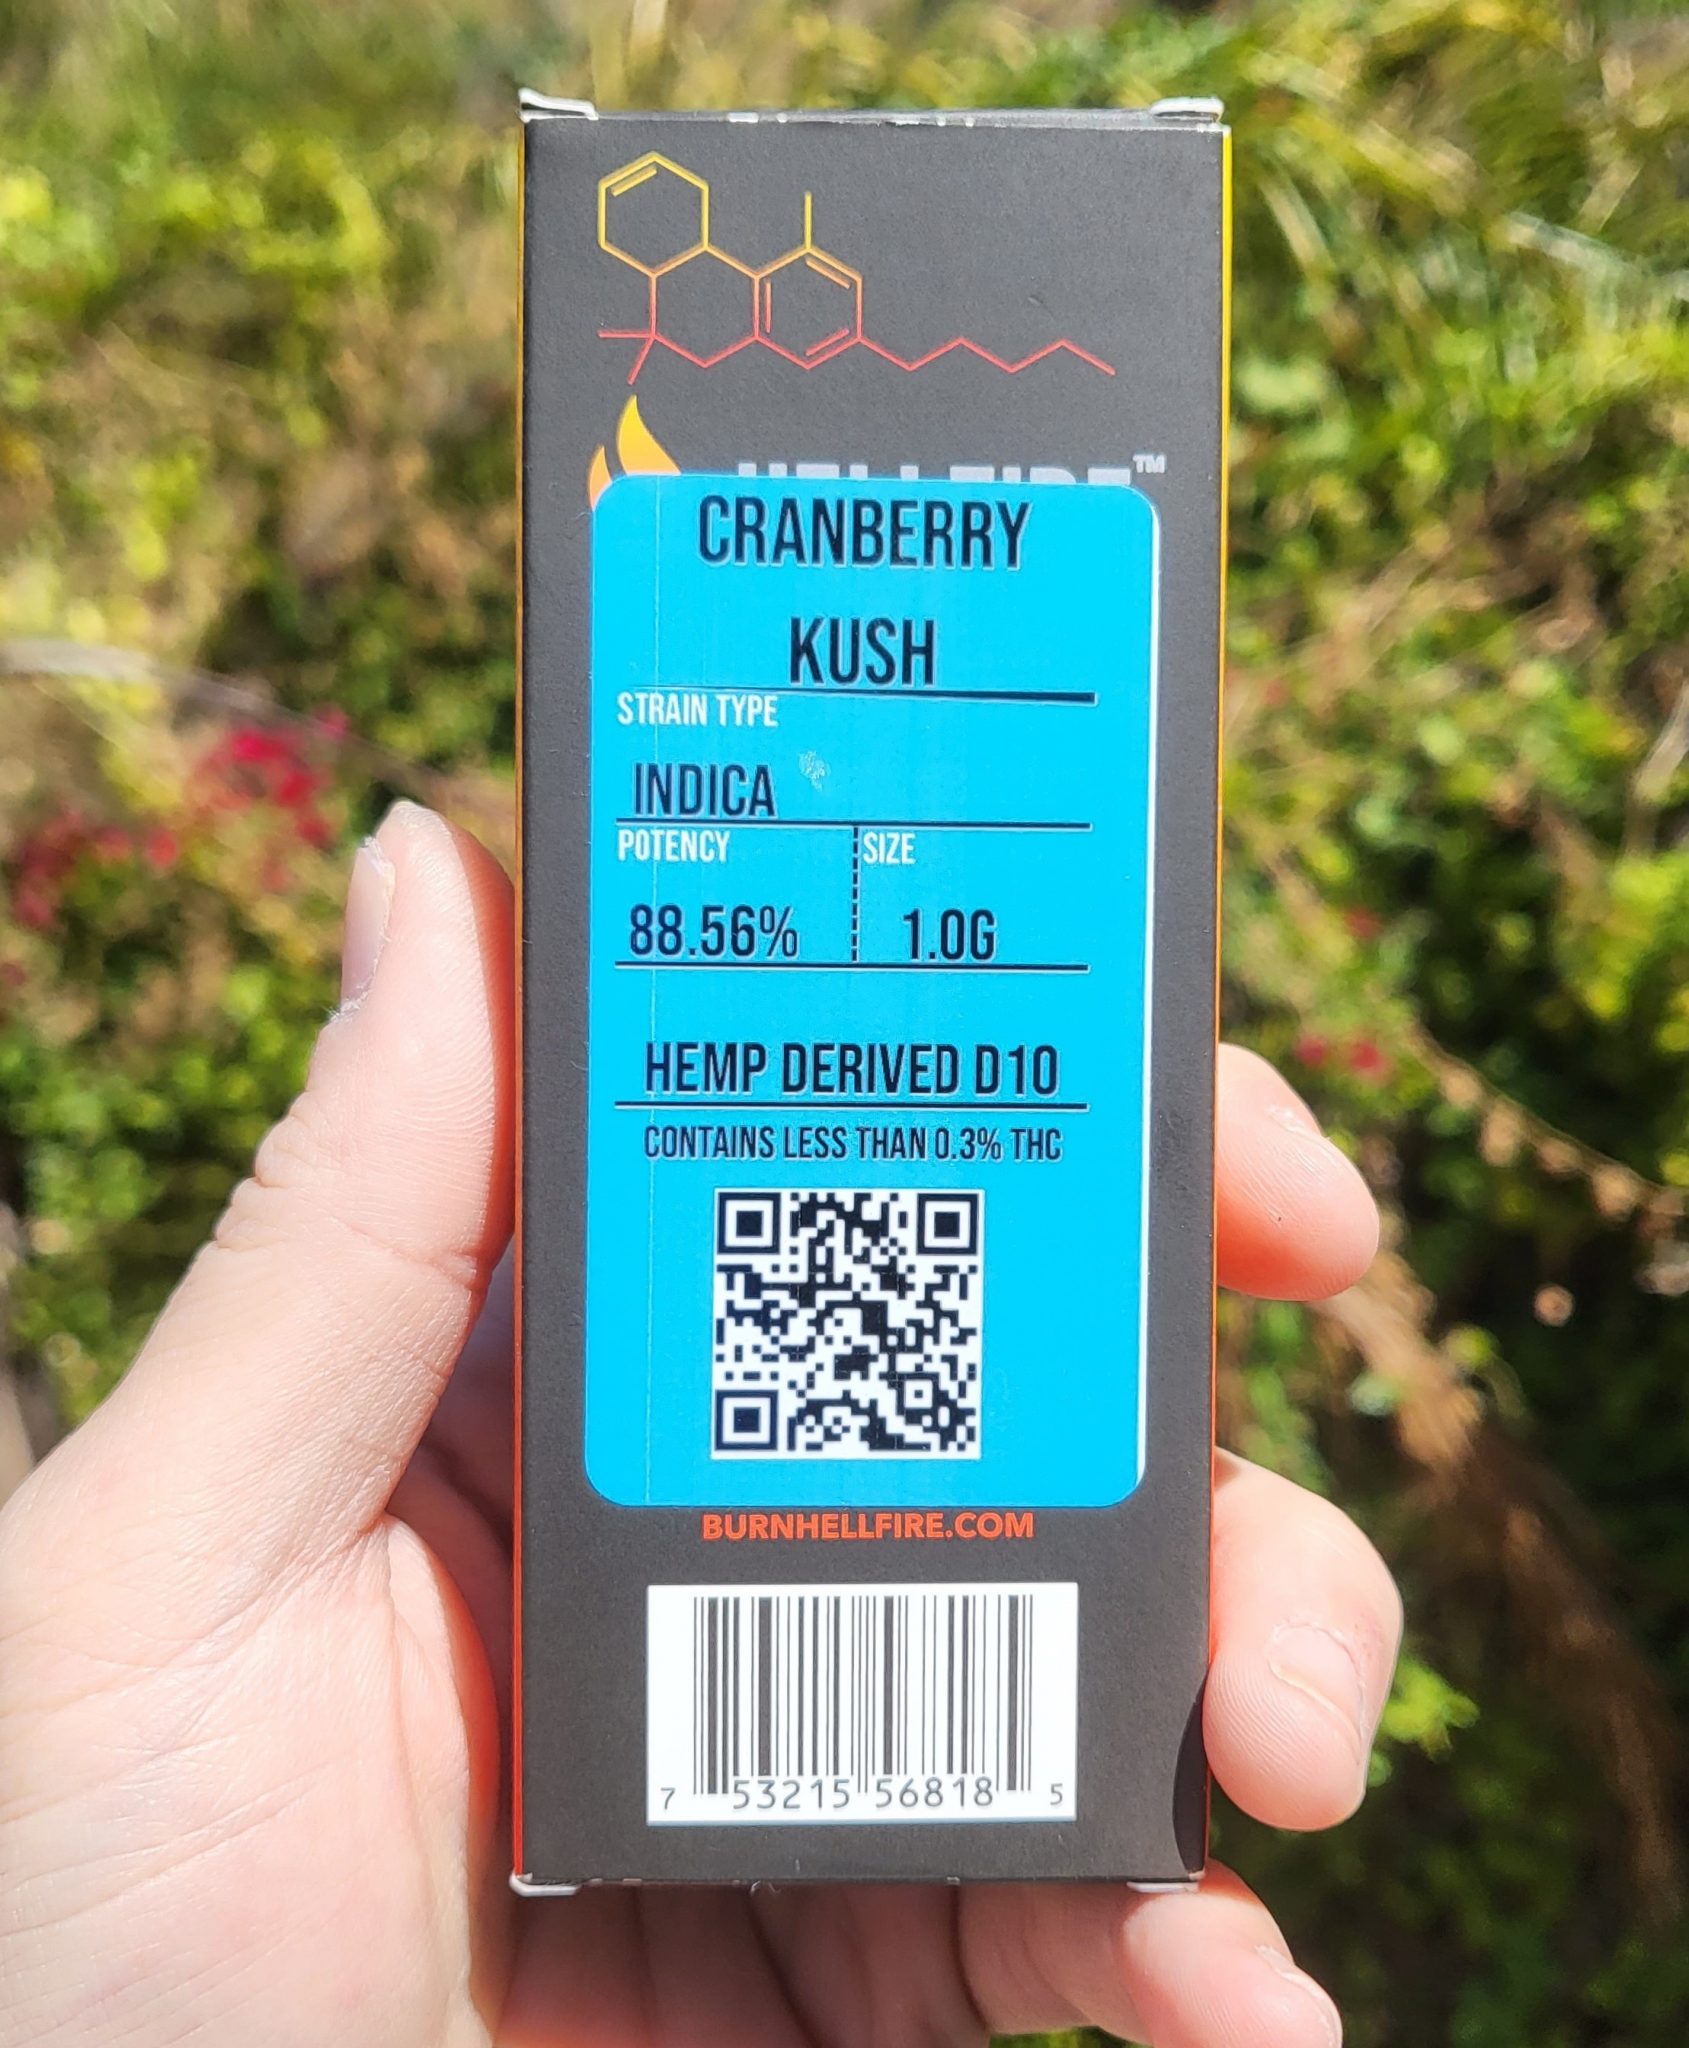 HELLFIRE™
CRANBERRY
KUSH
STRAIN TYPE
INDICA
POTENCY SIZE
88.56% 1.0G
HEMP DERIVED D10
CONTAINS LESS THAN 0.3% THC
BURNHELLFIRE.COM
7 53215 56818 5